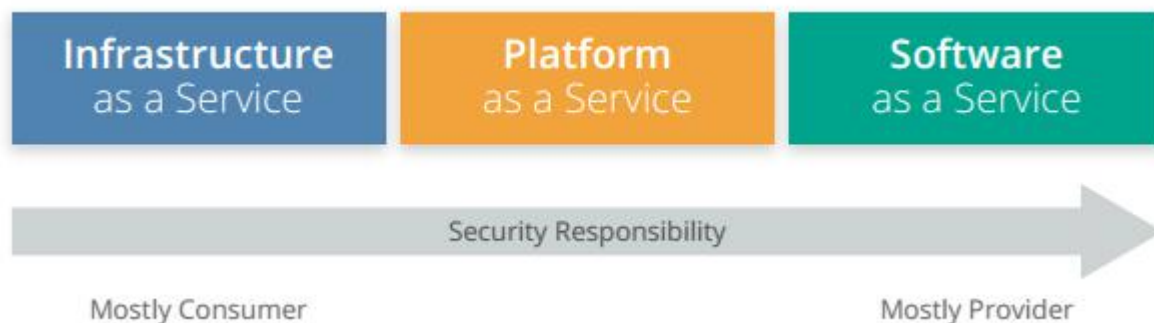 Infrastructure
as a Service
Platform
as a Service
Software
as a Service
Security Responsibility
Mostly Consumer
Mostly Provider